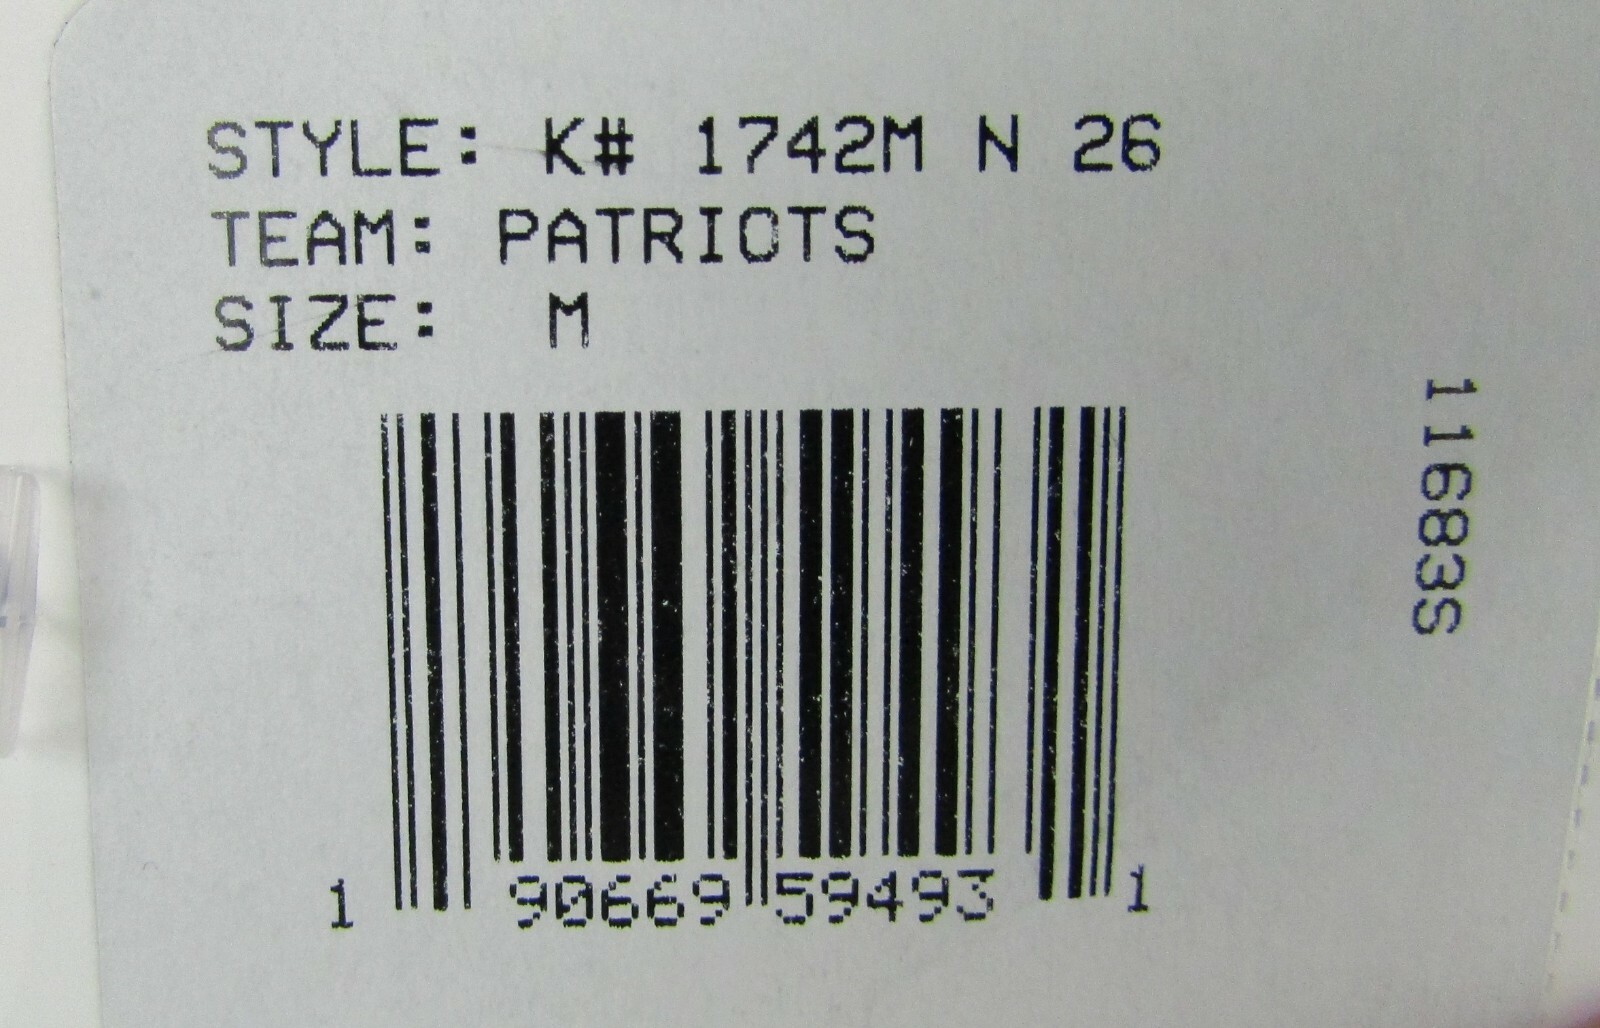 STYLE: K# 1742M N 26
TEAM: PATRIOTS
SIZE: M
11683S
1 90669 59493 1